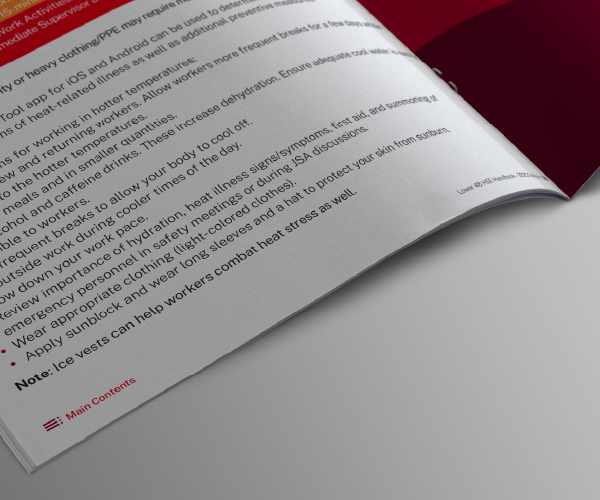 15-min
Work Activities
mediate Supervisor
ity or heavy clothing/PPE may require
Tool app for iOS and Android can be used to
ns of heat-related illness as well as additional preventive
ns for working in hotter temperatures:
ew and returning workers. Allow workers more frequent breaks for a few days
to the hotter temperatures.
meals and in smaller quantities.
cohol and caffeine drinks. These increase dehydration. Ensure adequate cool water
ble to workers.
frequent breaks to allow your body to cool off.
outside work during cooler times of the day.
ow down your work pace.
Review importance of hydration, heat illness signs/symptoms, first aid, and summoning of
emergency personnel in safety meetings or during JSA discussions.
• Wear appropriate clothing (light-colored clothes).
• Apply sunblock and wear long sleeves and a hat to protect your skin from sunburn.
Note: Ice vests can help workers combat heat stress as well.
Main Contents
Lower 48 HSE Handbook